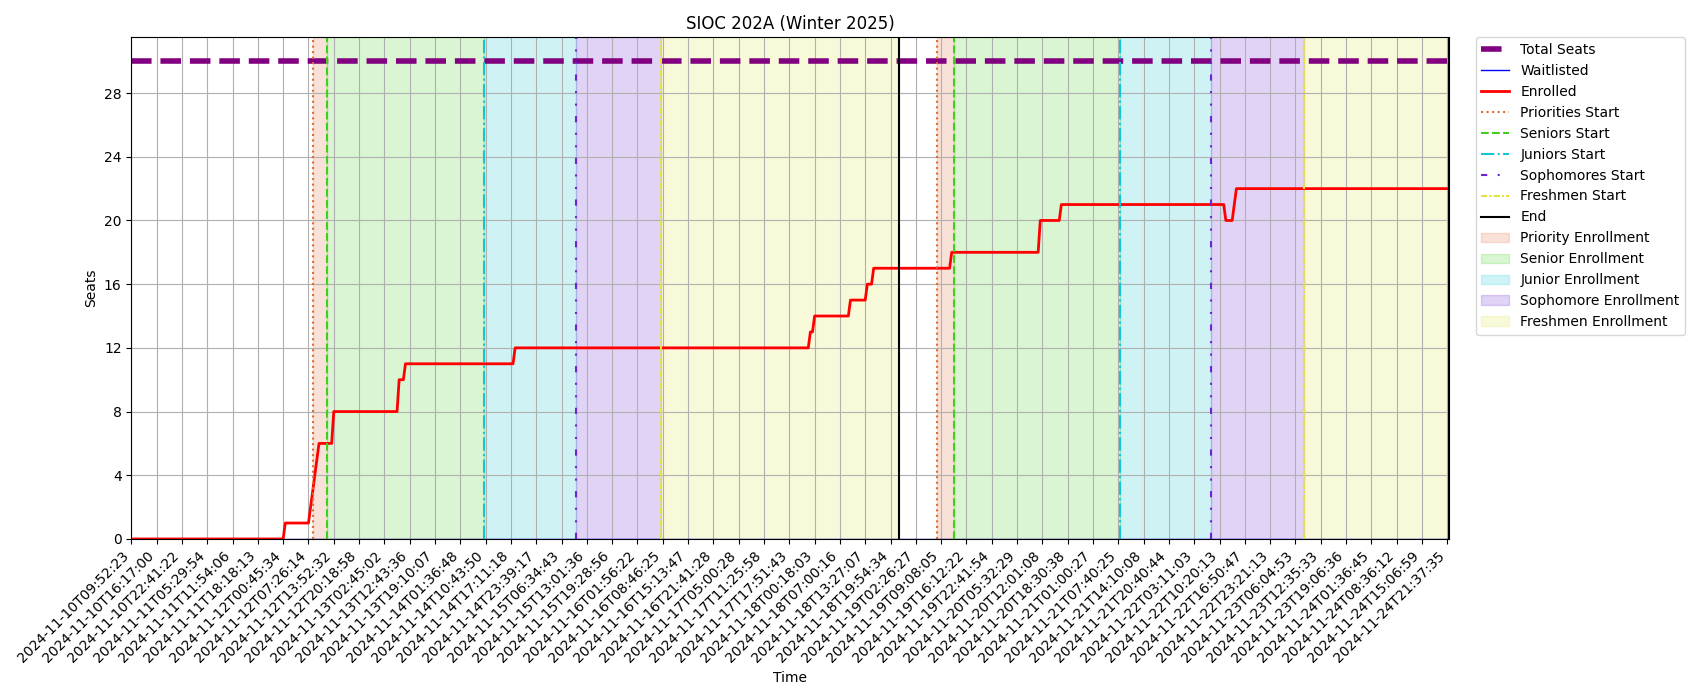 SIOC 202A (Winter 2025)
Seats
28
24
20
16
12
8
4
0
2024-11-10T09:52:23
2024-11-10T16:17:00
2024-11-10T22:41:22
2024-11-11T05:29:54
2024-11-11T11:54:06
2024-11-11T18:18:13
2024-11-12T00:45:34
2024-11-12T07:26:14
2024-11-12T13:52:32
2024-11-12T20:18:59
2024-11-13T02:45:02
2024-11-13T12:43:36
2024-11-13T19:10:07
2024-11-14T01:36:48
2024-11-14T10:43:50
2024-11-14T17:11:18
2024-11-14T23:39:17
2024-11-15T06:34:43
2024-11-15T13:01:36
2024-11-15T19:28:56
2024-11-16T01:56:22
2024-11-16T08:46:25
2024-11-16T15:13:47
2024-11-16T21:41:28
2024-11-17T05:00:28
2024-11-17T11:25:58
2024-11-17T17:51:43
2024-11-18T00:18:03
2024-11-18T07:00:16
2024-11-18T13:27:07
2024-11-18T19:54:34
2024-11-19T02:26:27
2024-11-19T09:08:05
2024-11-19T16:12:22
2024-11-19T22:41:54
2024-11-20T05:32:29
2024-11-20T12:01:08
2024-11-20T18:30:38
2024-11-21T01:00:27
2024-11-21T07:40:25
2024-11-21T14:10:08
2024-11-21T20:40:44
2024-11-22T03:11:03
2024-11-22T10:20:13
2024-11-22T16:50:47
2024-11-22T23:21:13
2024-11-23T06:04:53
2024-11-23T12:35:33
2024-11-23T19:06:36
2024-11-24T01:36:45
2024-11-24T08:36:12
2024-11-24T15:06:59
2024-11-24T21:37:35
Time
Total Seats
Waitlisted
Enrolled
Priorities Start
Seniors Start
Juniors Start
Sophomores Start
Freshmen Start
End
Priority Enrollment
Senior Enrollment
Junior Enrollment
Sophomore Enrollment
Freshmen Enrollment